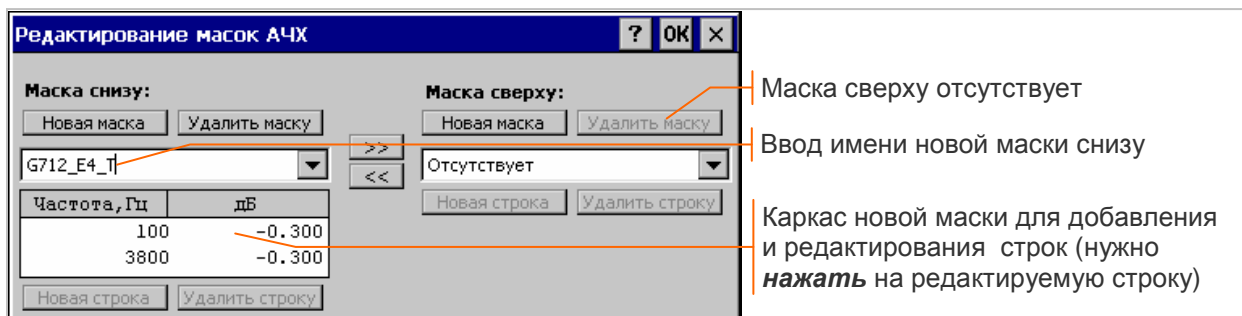 Редактирование масок АЧХ
? OK ×
Маска снизу:
Новая маска Удалить маску
G712_E4_T
Частота,Гц дБ
100 -0.300
3800 -0.300
Новая строка Удалить строку
>>
<<
Маска сверху:
Новая маска Удалить маску
Отсутствует
Новая строка Удалить строку
Маска сверху отсутствует
Ввод имени новой маски снизу
Каркас новой маски для добавления
и редактирования строк (нужно
нажать на редактируемую строку)